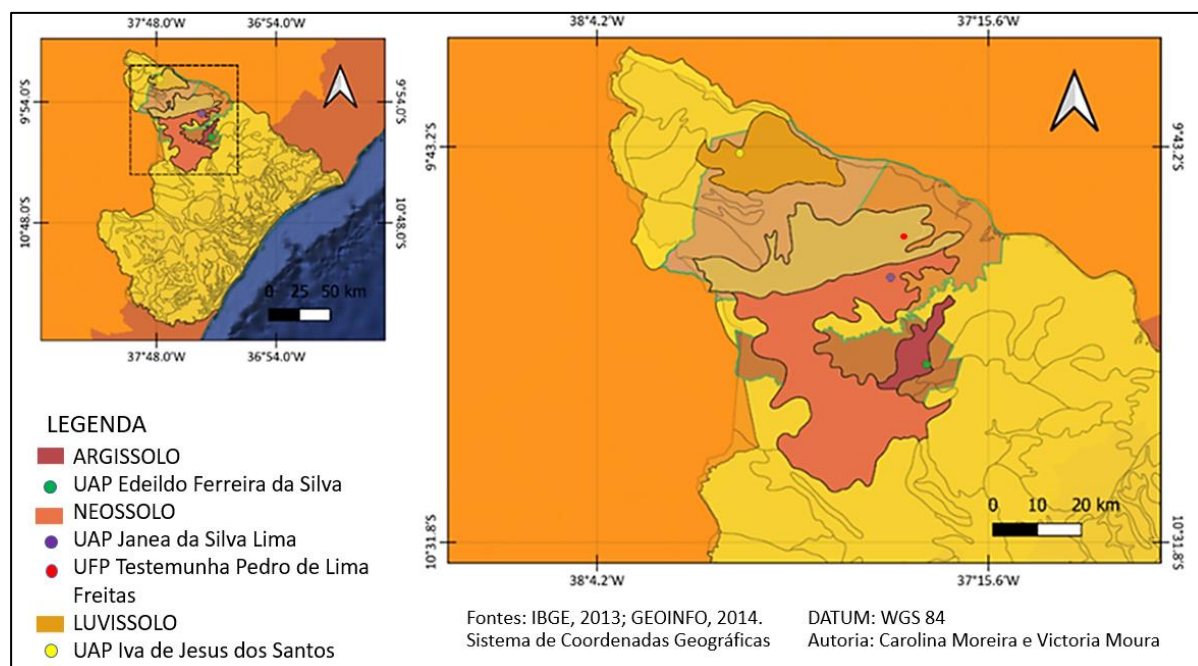 37°48.0'W 36°54.0'W
9°54.0'S 9°54.0'S
10°48.0'S 10°48.0'S
0 25 50 km
37°48.0'W 36°54.0'W
38°4.2'W 37°15.6'W
9°43.2'S 9°43.2'S
0 10 20 km
10°31.8'S 10°31.8'S
38°4.2'W 37°15.6'W
LEGENDA
ARGISSOLO
UAP Edeildo Ferreira da Silva
NEOSSOLO
UAP Janea da Silva Lima
UFP Testemunha Pedro de Lima
Freitas
LUVISSOLO
UAP Iva de Jesus dos Santos
Fontes: IBGE, 2013; GEOINFO, 2014.
Sistema de Coordenadas Geográficas
DATUM: WGS 84
Autoria: Carolina Moreira e Victoria Moura